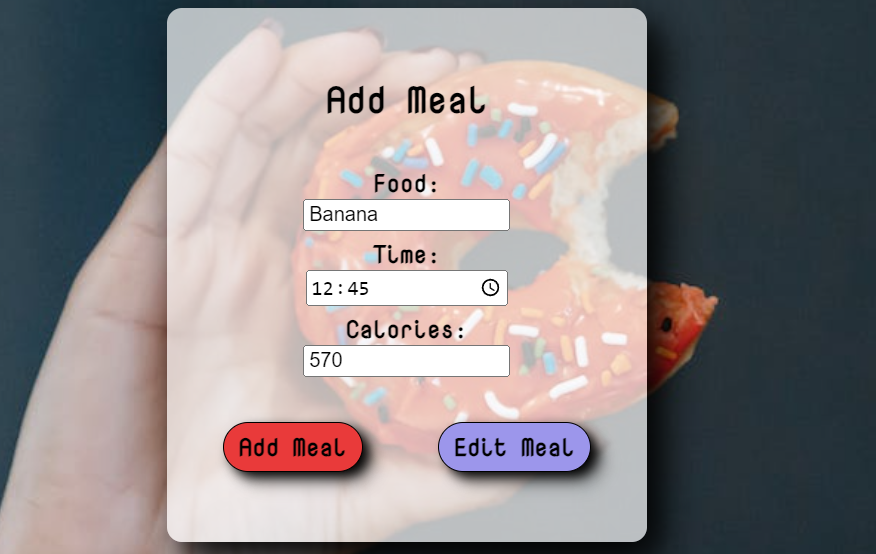 Add Meal
Food:
Banana
Time:
12:45
Calories:
570
Add Meal Edit Meal